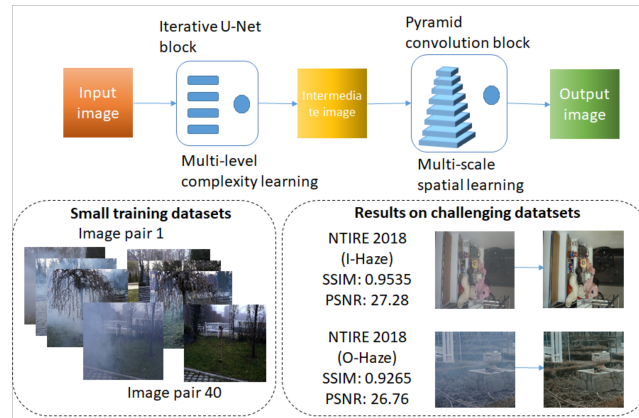 Iterative U-Net
block
Pyramid
convolution block
Input
image
Intermedia
te image
Output
image
Multi-level
complexity learning
Multi-scale
spatial learning
Small training datasets
Image pair 1
Image pair 40
Results on challenging datatsets
NTIRE 2018
(I-Haze)
SSIM: 0.9535
PSNR: 27.28
NTIRE 2018
(O-Haze)
SSIM: 0.9265
PSNR: 26.76